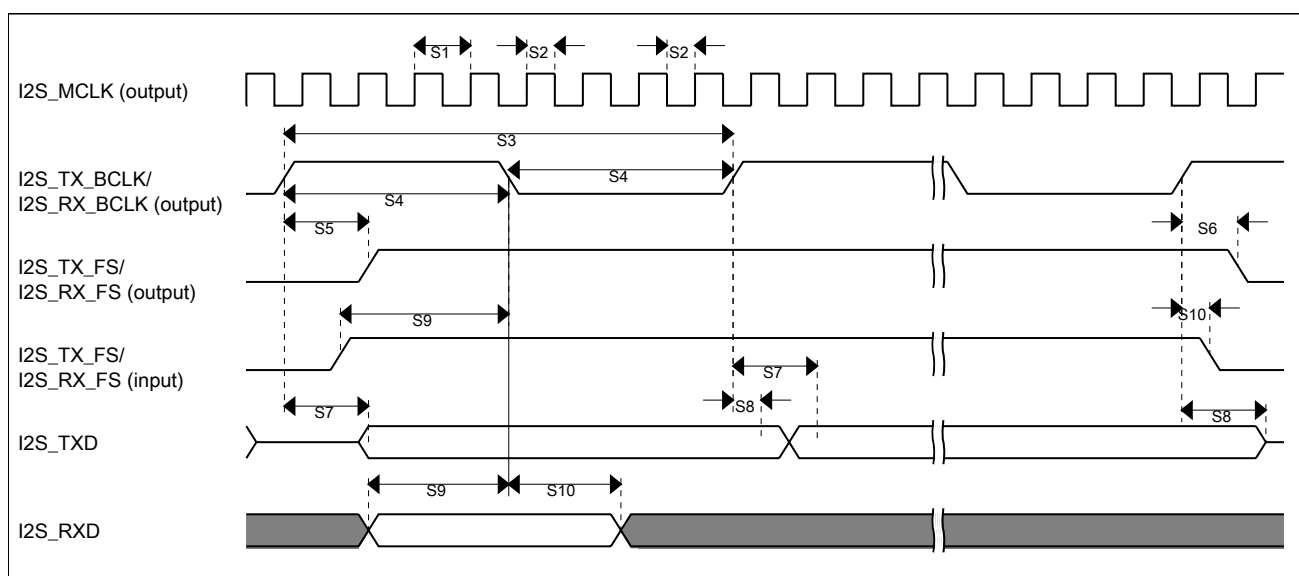 S1
S2
S2
I2S_MCLK (output)
S3
I2S_TX_BCLK/
I2S_RX_BCLK (output)
S4
S4
S5
S6
I2S_TX_FS/
I2S_RX_FS (output)
S9
S10
I2S_TX_FS/
I2S_RX_FS (input)
S7
S7
S8
S8
I2S_TXD
S9
S10
I2S_RXD